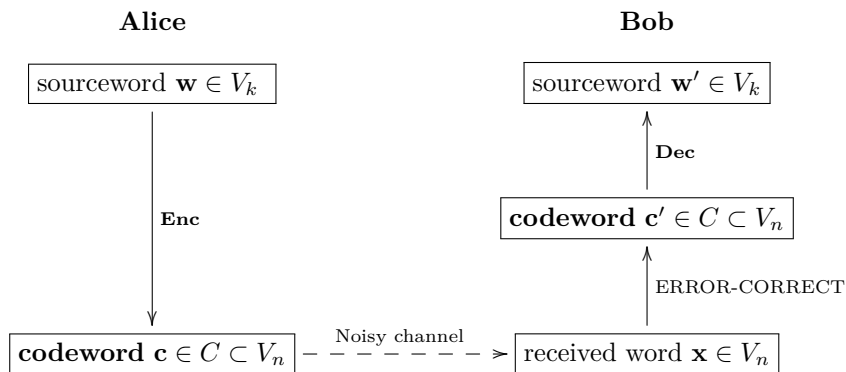 Alice
Bob
sourceword w ∈ V_k
sourceword w′ ∈ V_k
Dec
Enc
codeword c′ ∈ C ⊂ V_n
ERROR-CORRECT
Noisy channel
codeword c ∈ C ⊂ V_n
received word x ∈ V_n